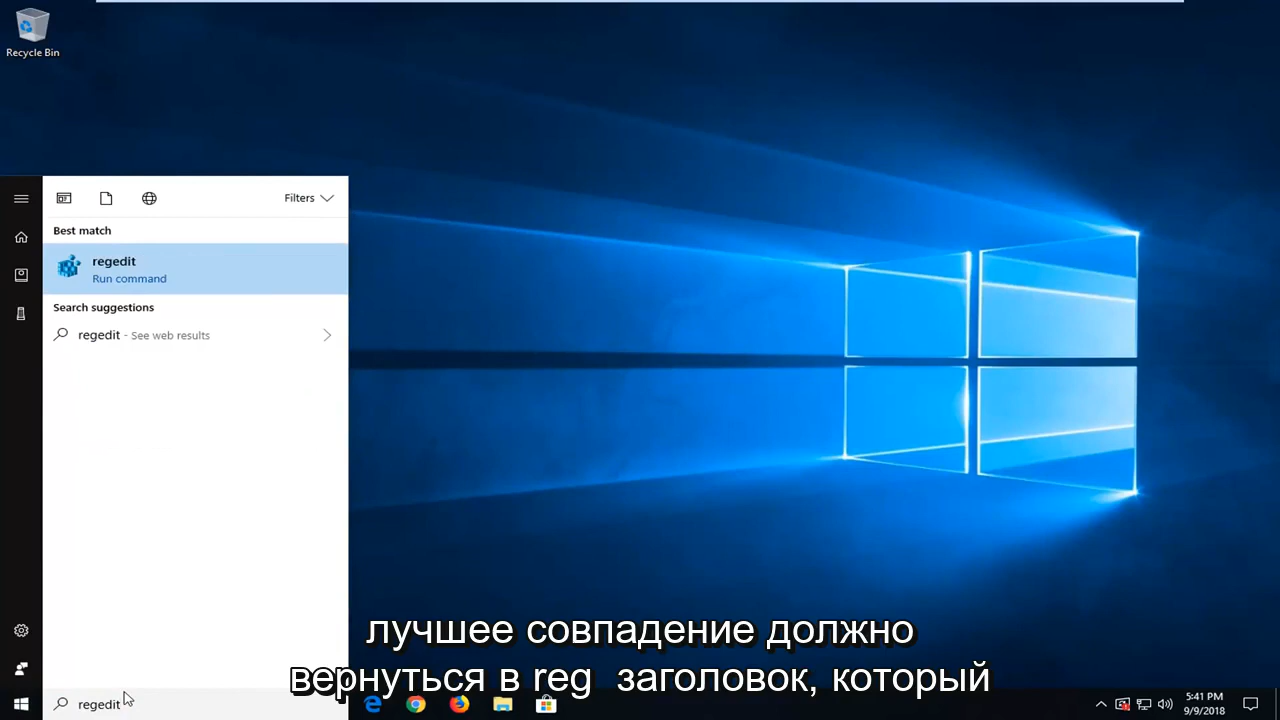 Recycle Bin
Filters
Best match
regedit
Run command
Search suggestions
regedit - See web results
лучшее совпадение должно
вернуться в reg заголовок, который
regedit
5:41 PM
9/9/2018